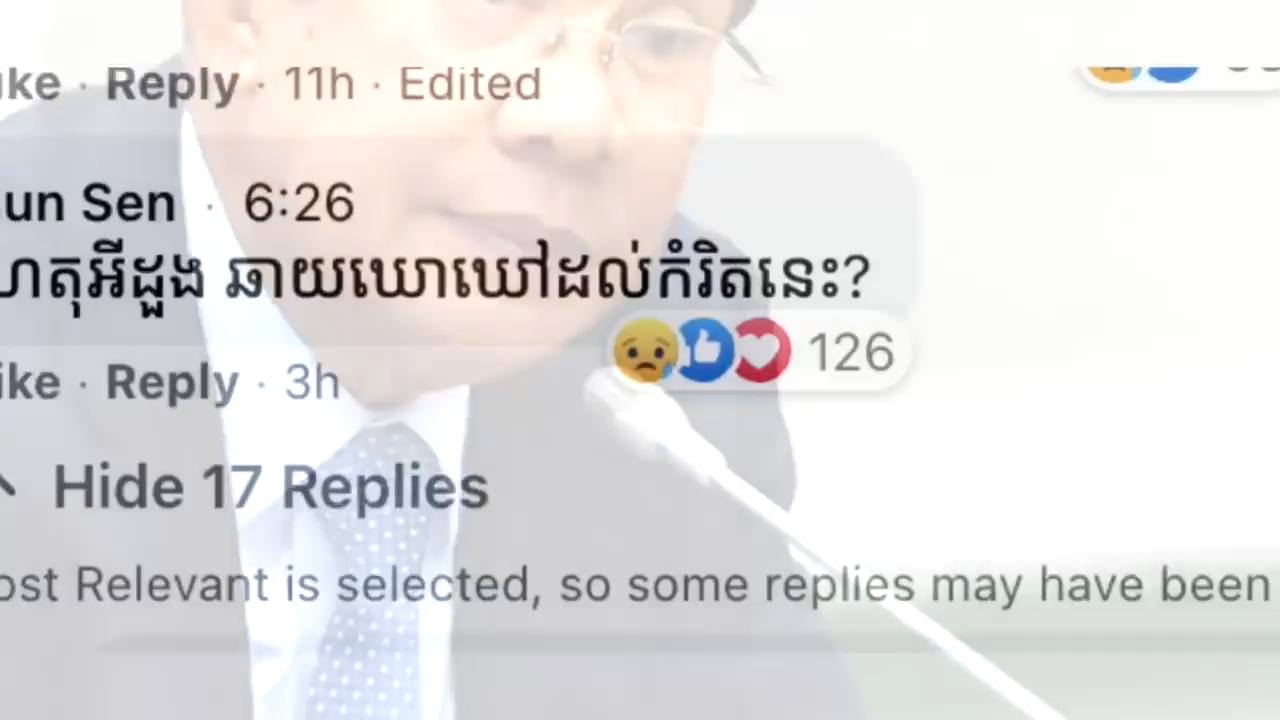 ike · Reply · 11h · Edited
un Sen · 6:26
ហេតុអីដួង ឆាយឃោឃៅដល់កំរិតនេះ?
126
ike · Reply · 3h
Hide 17 Replies
ost Relevant is selected, so some replies may have been